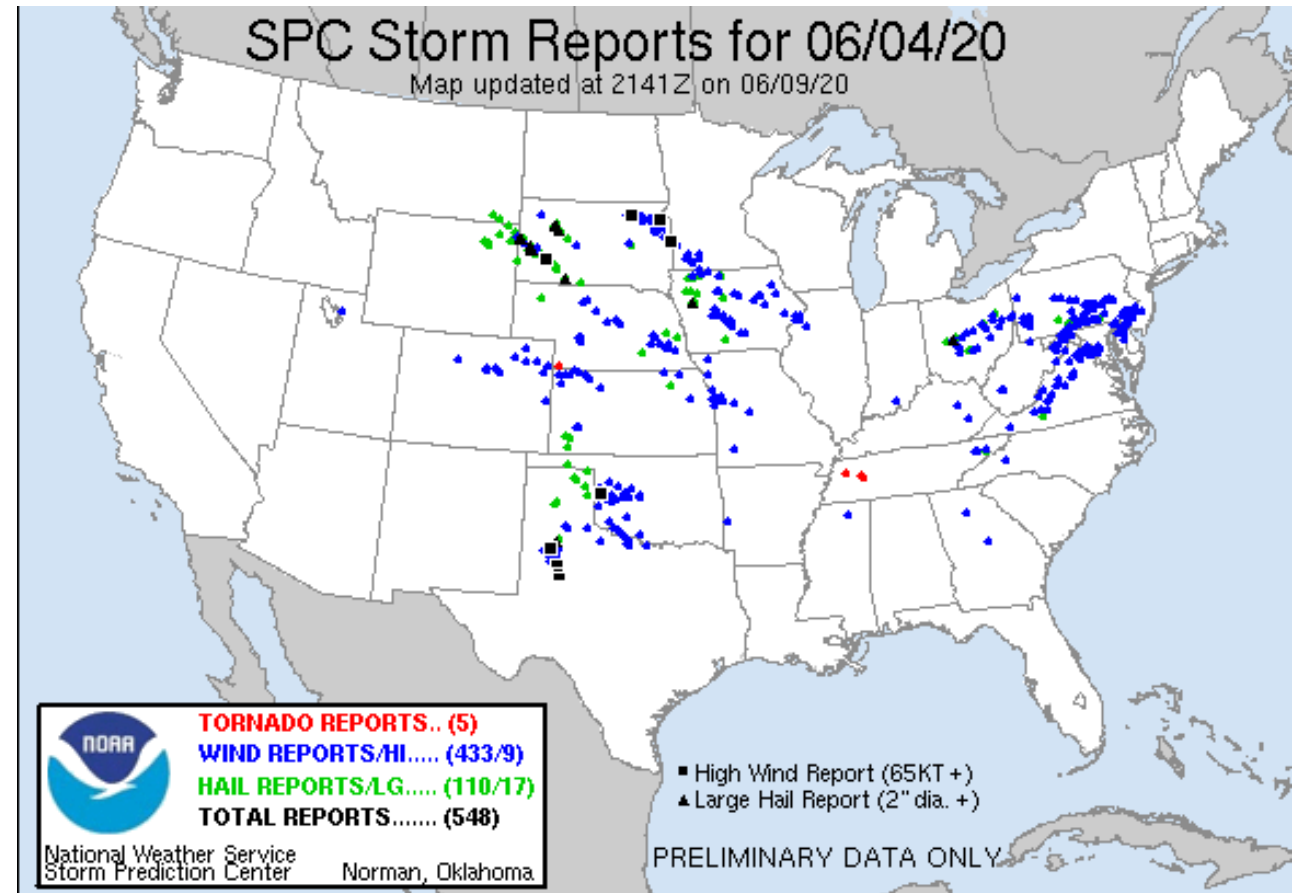 SPC Storm Reports for 06/04/20
Map updated at 2141Z on 06/09/20
NOAA
TORNADO REPORTS.. (5)
WIND REPORTS/HI..... (433/9)
HAIL REPORTS/LG..... (110/17)
TOTAL REPORTS....... (548)
National Weather Service
Storm Prediction Center Norman, Oklahoma
High Wind Report (65KT +)
Large Hail Report (2" dia. +)
PRELIMINARY DATA ONLY